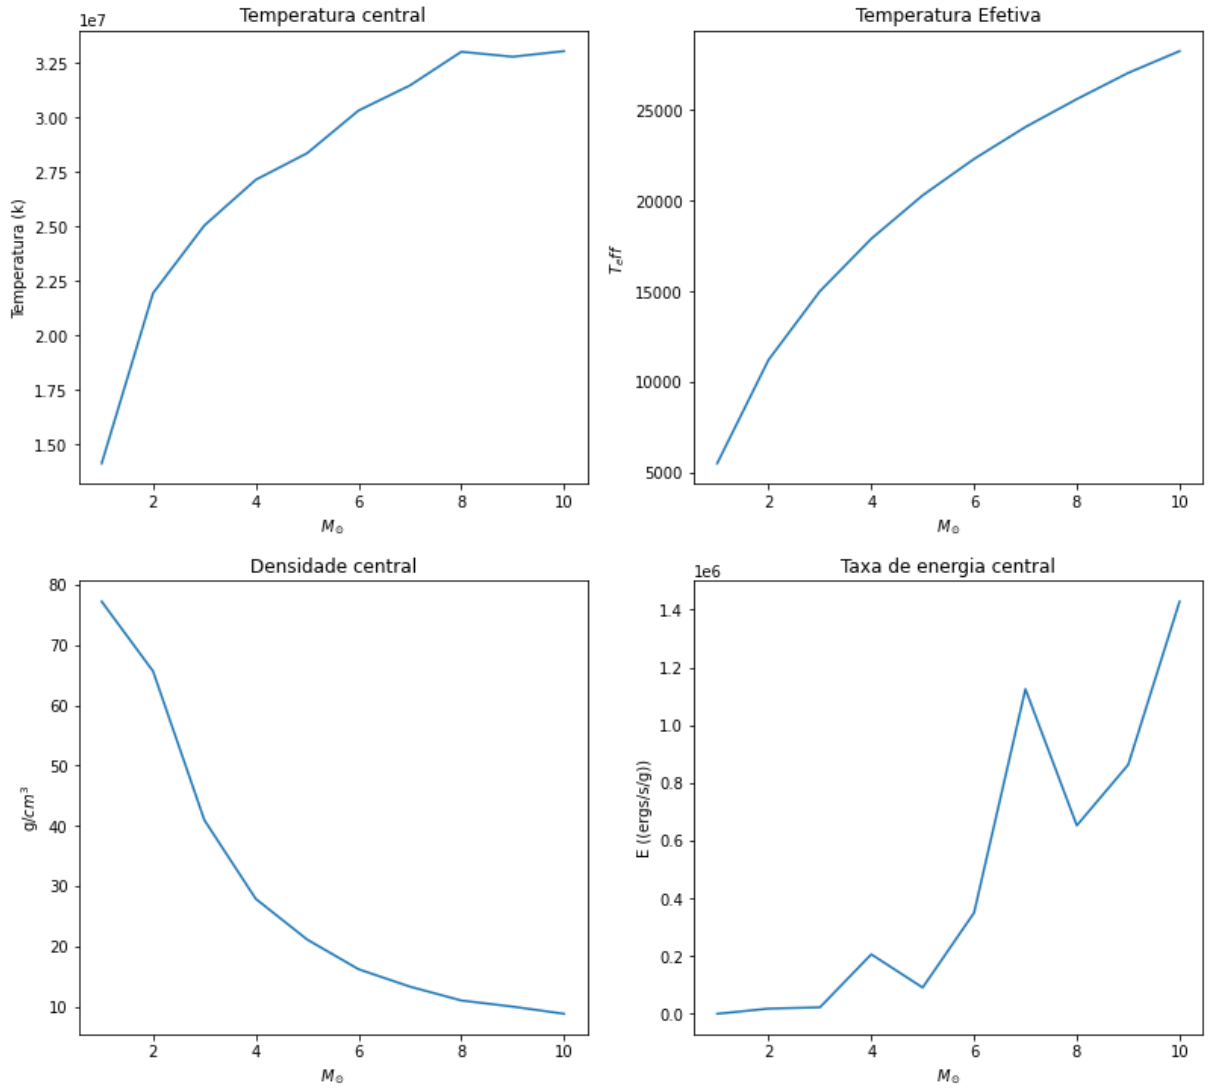 Temperatura central
1e7
Temperatura (k)
3.25
3.00
2.75
2.50
2.25
2.00
1.75
1.50
2 4 6 8 10
M⊙
Temperatura Efetiva
T_eff
25000
20000
15000
10000
5000
2 4 6 8 10
M⊙
Densidade central
g/cm³
80
70
60
50
40
30
20
10
2 4 6 8 10
M⊙
Taxa de energia central
1e6
E ((ergs/s/g))
1.4
1.2
1.0
0.8
0.6
0.4
0.2
0.0
2 4 6 8 10
M⊙